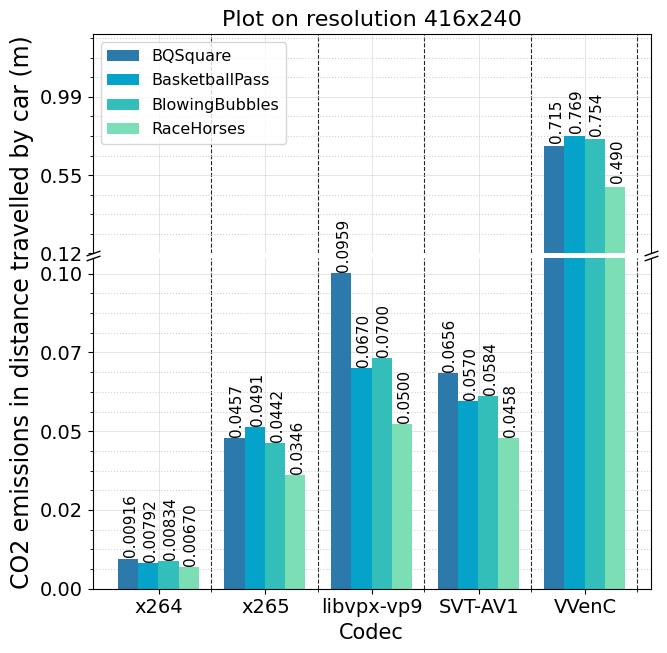 Plot on resolution 416x240
CO2 emissions in distance travelled by car (m)
BQSquare
BasketballPass
BlowingBubbles
RaceHorses
0.99
0.55
0.12
0.10
0.07
0.05
0.02
0.00
0.00916
0.00792
0.00834
0.00670
0.0457
0.0491
0.0442
0.0346
0.0959
0.0670
0.0700
0.0500
0.0656
0.0570
0.0584
0.0458
0.715
0.769
0.754
0.490
x264
x265
libvpx-vp9
SVT-AV1
VVenC
Codec